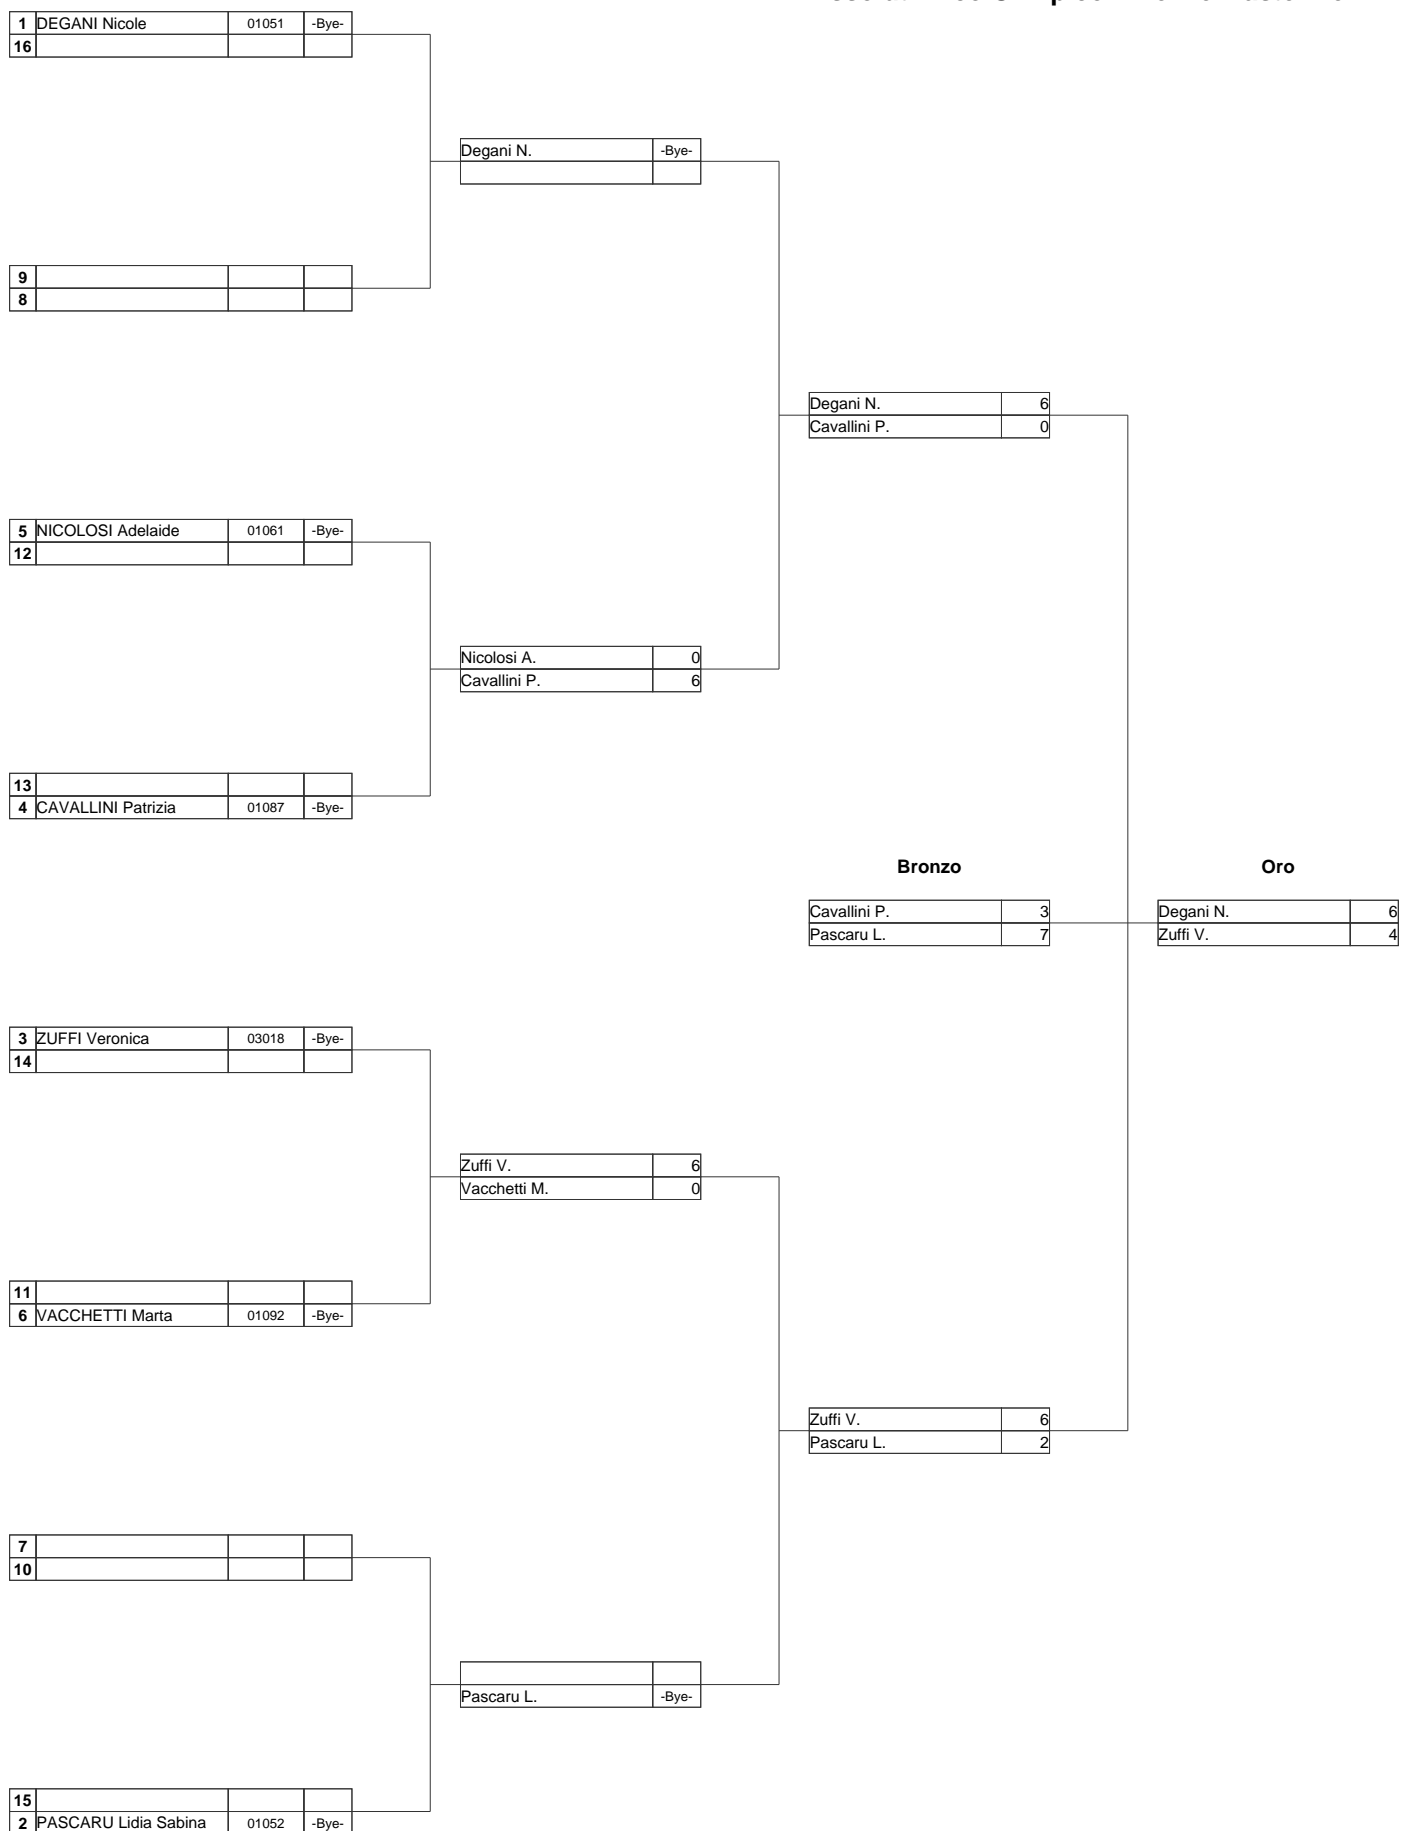 1 DEGANI Nicole 01051 -Bye-
16
Degani N. -Bye-
9
8
Degani N. 6
Cavallini P. 0
5 NICOLOSI Adelaide 01061 -Bye-
12
Nicolosi A. 0
Cavallini P. 6
13
4 CAVALLINI Patrizia 01087 -Bye-
Bronzo Oro
Cavallini P. 3 Degani N. 6
Pascaru L. 7 Zuffi V. 4
3 ZUFFI Veronica 03018 -Bye-
14
Zuffi V. 6
Vacchetti M. 0
11
6 VACCHETTI Marta 01092 -Bye-
Zuffi V. 6
Pascaru L. 2
7
10
Pascaru L. -Bye-
15
2 PASCARU Lidia Sabina 01052 -Bye-